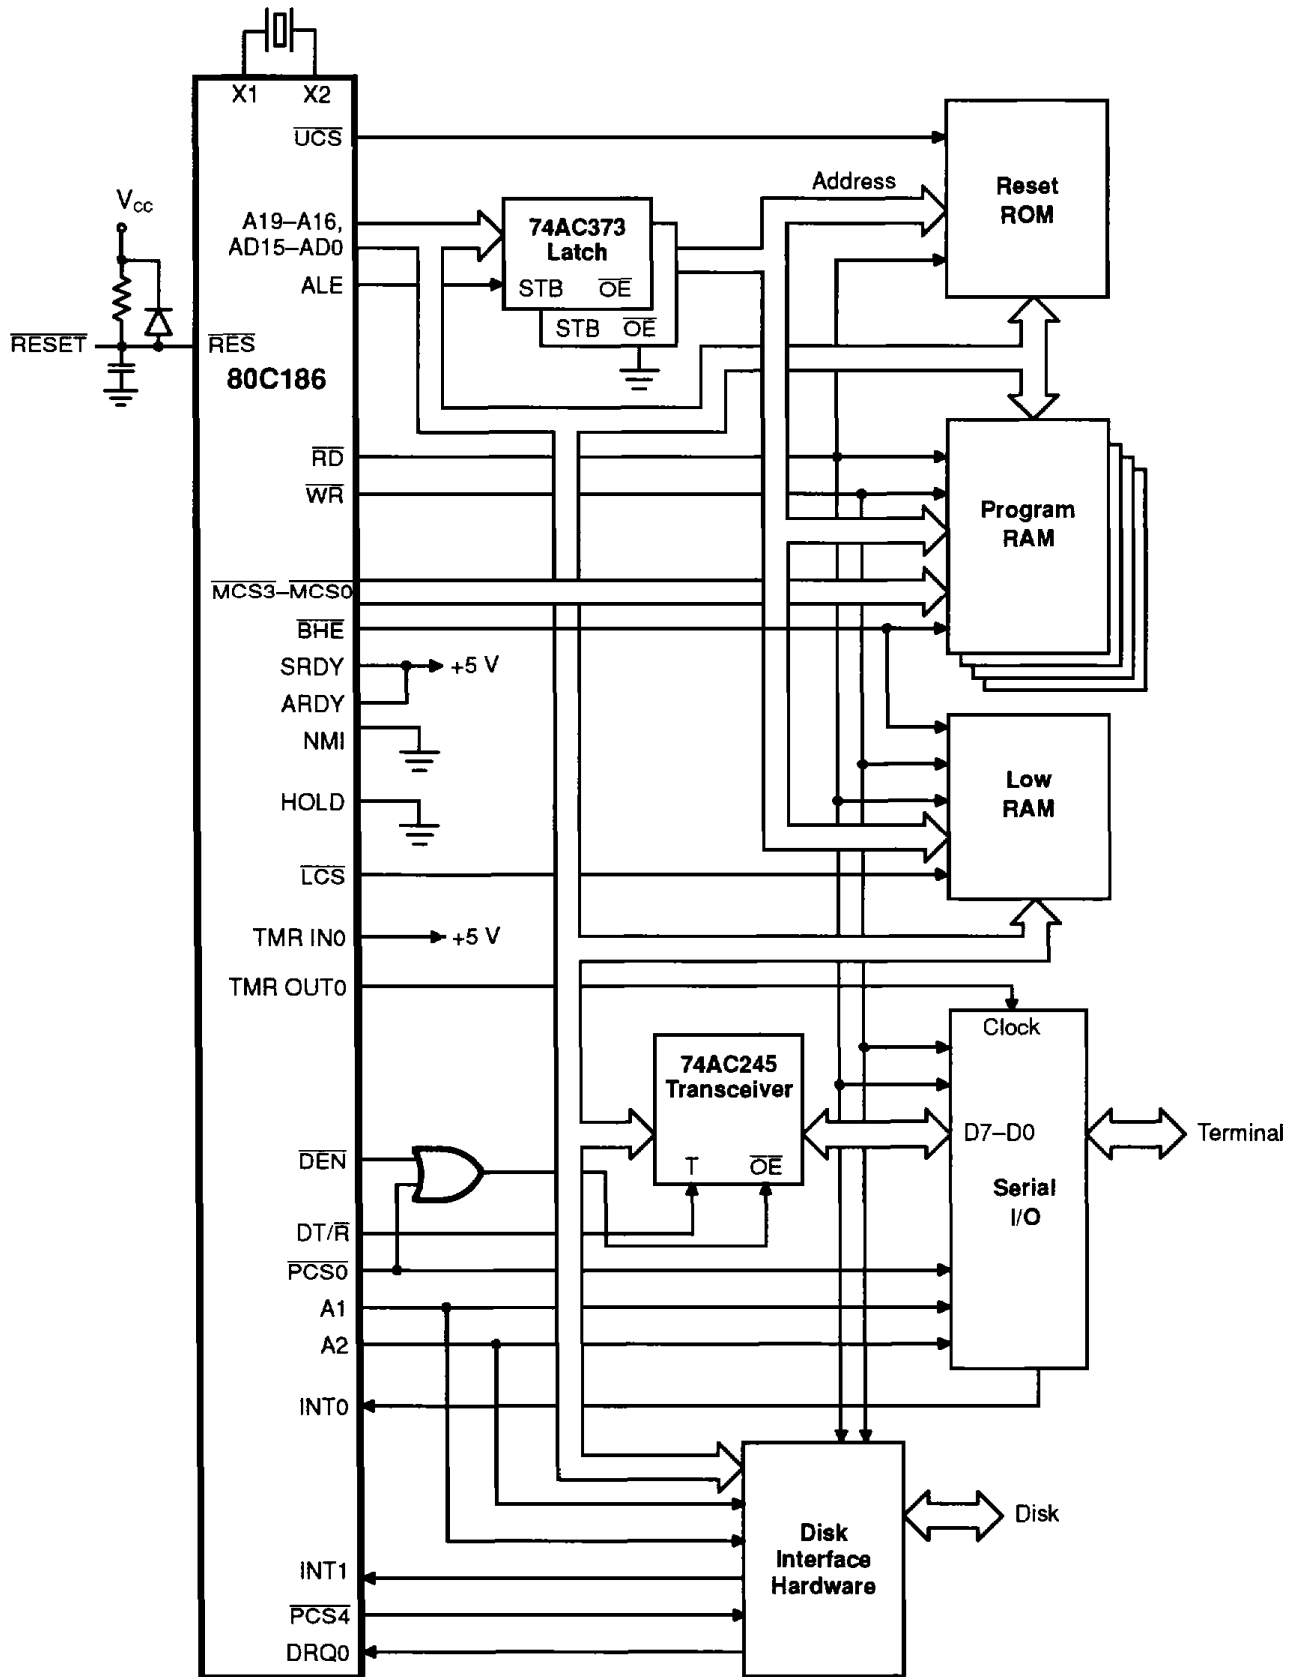 X1 X2
UCS
VCC
A19–A16,
AD15–AD0
ALE
RESET
RES
80C186
RD
WR
MCS3–MCS0
BHE
SRDY
+5 V
ARDY
NMI
HOLD
LCS
TMR IN0
+5 V
TMR OUT0
DEN
DT/R
PCS0
A1
A2
INT0
INT1
PCS4
DRQ0
74AC373
Latch
STB OE
STB OE
Address
Reset
ROM
Program
RAM
Low
RAM
74AC245
Transceiver
T OE
Clock
D7–D0
Serial
I/O
Terminal
Disk
Interface
Hardware
Disk